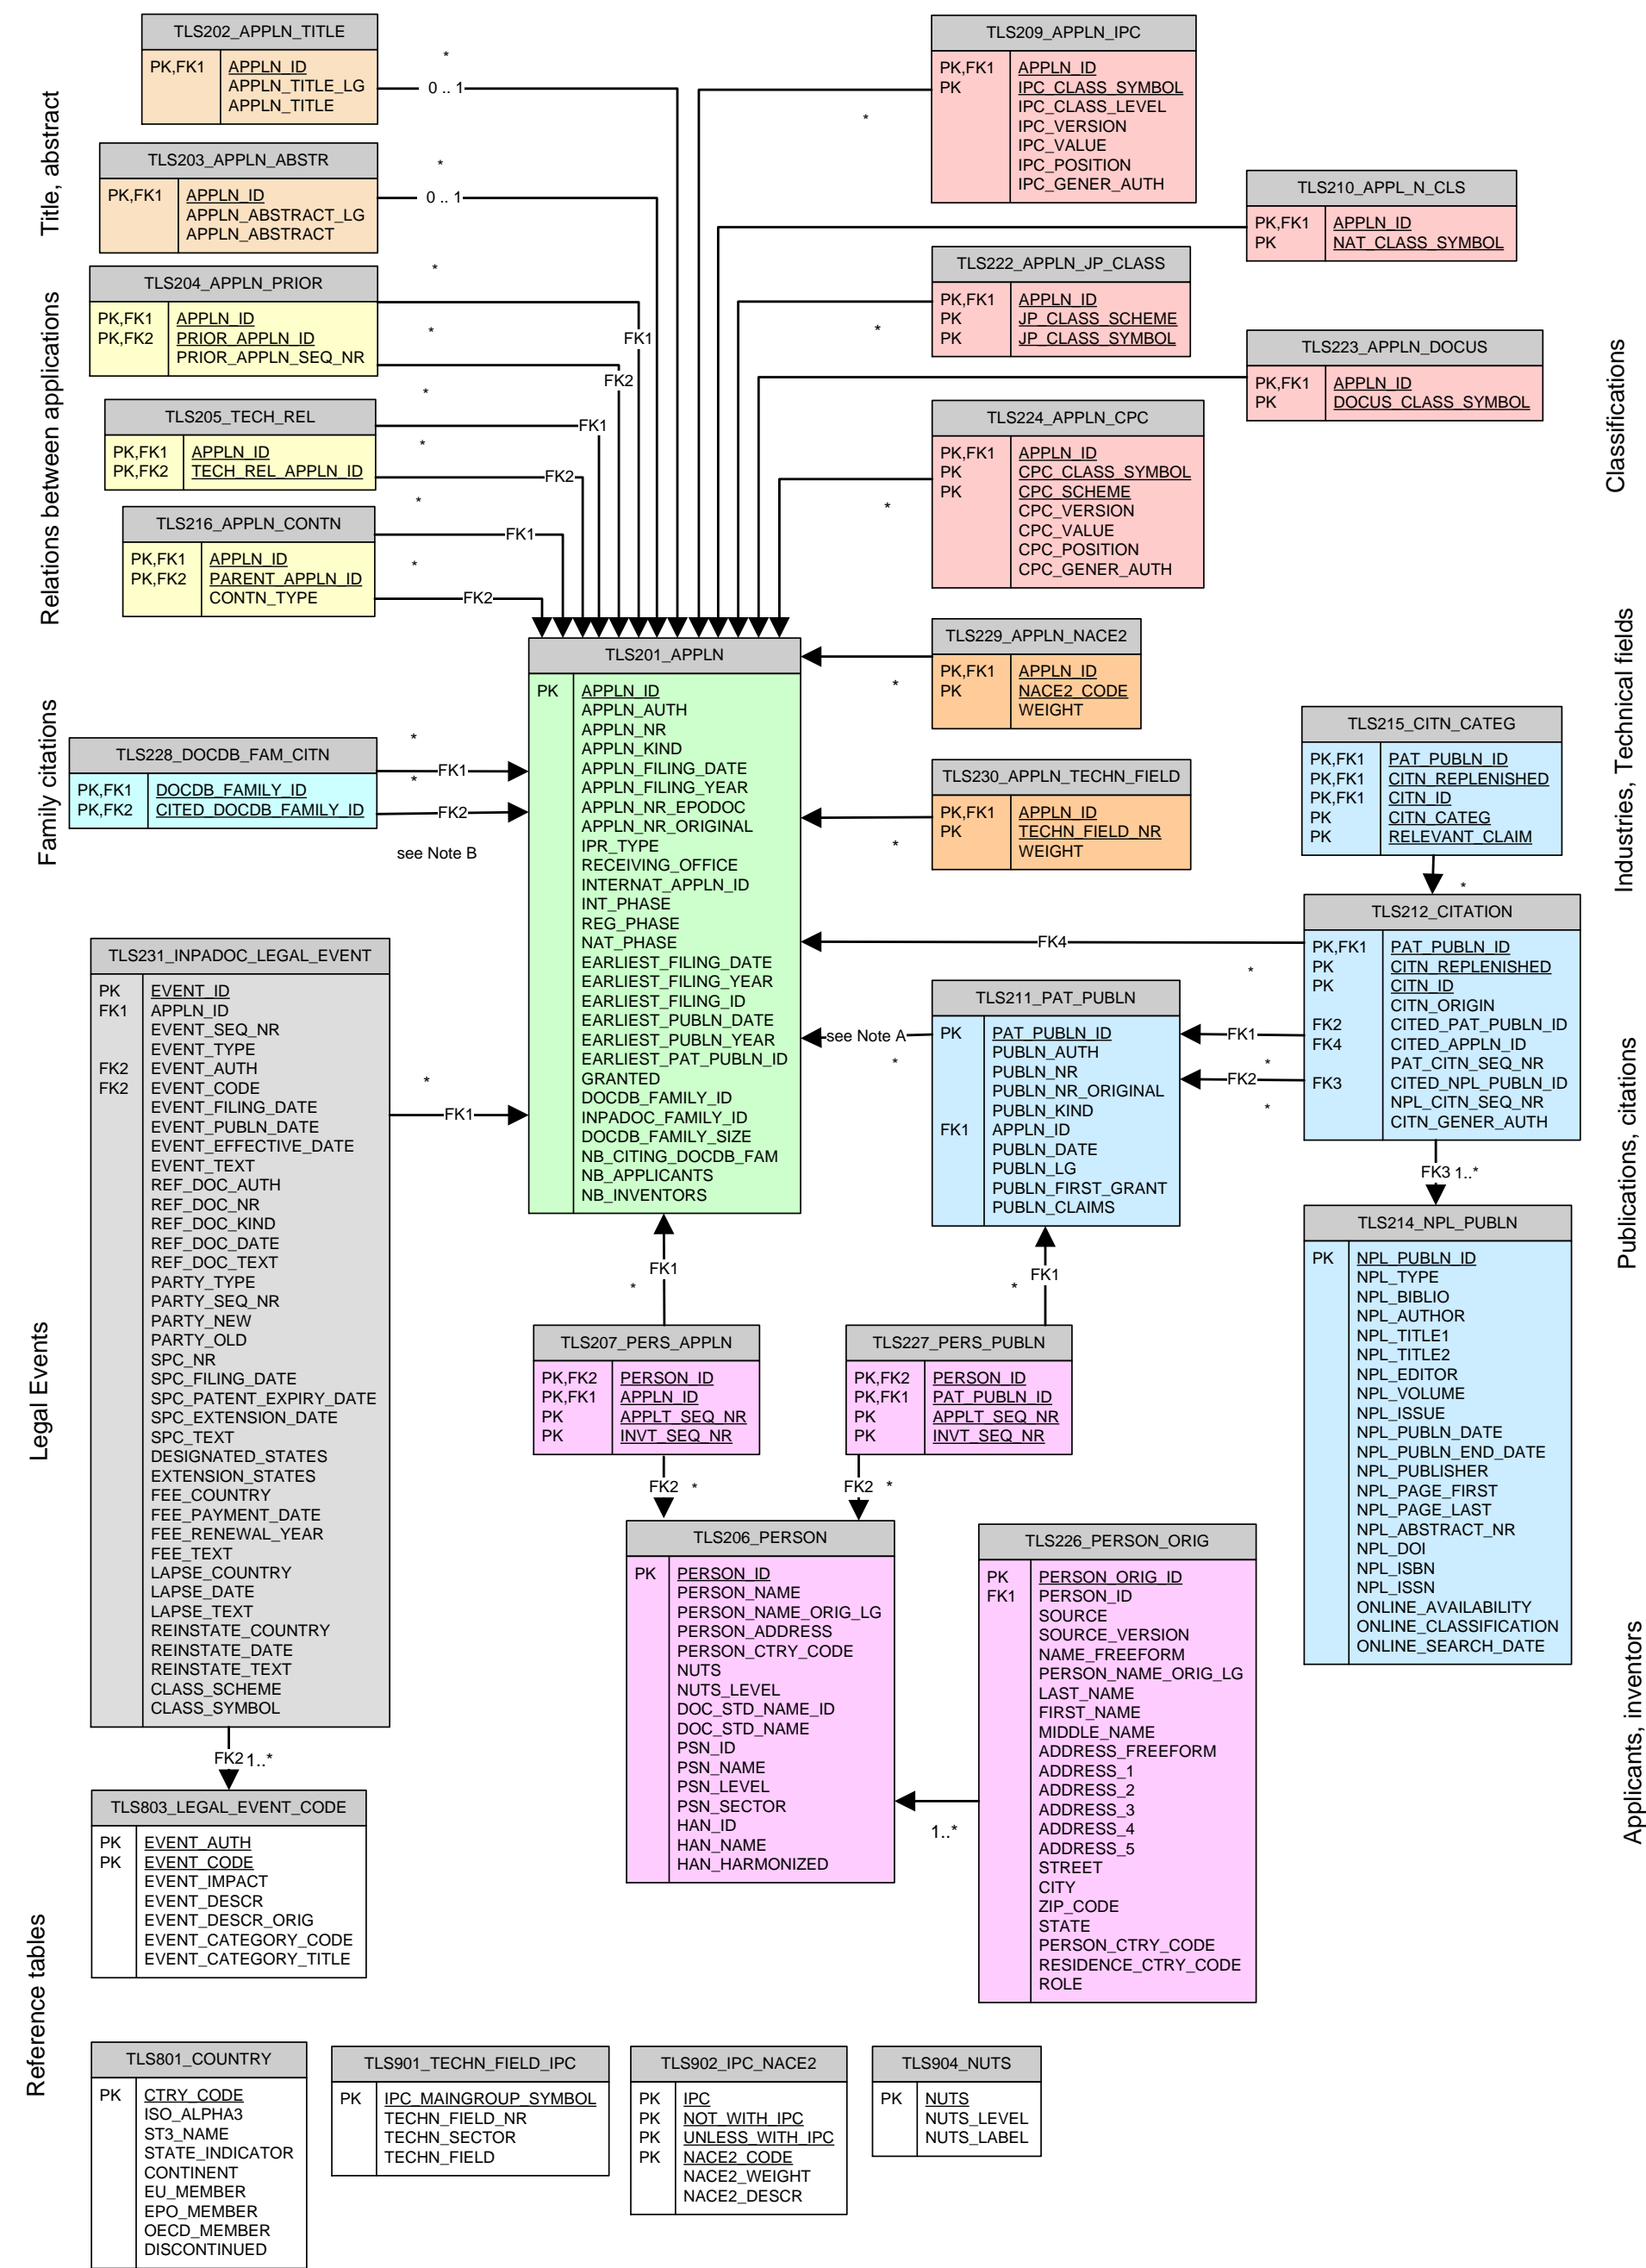 Title, abstract
TLS202_APPLN_TITLE
PK,FK1 APPLN_ID
APPLN_TITLE_LG
APPLN_TITLE
*
0 .. 1
TLS203_APPLN_ABSTR
PK,FK1 APPLN_ID
APPLN_ABSTRACT_LG
APPLN_ABSTRACT
*
0 .. 1
Relations between applications
TLS204_APPLN_PRIOR
PK,FK1 APPLN_ID
PK,FK2 PRIOR_APPLN_ID
PRIOR_APPLN_SEQ_NR
*
FK1
*
FK2
TLS205_TECH_REL
PK,FK1 APPLN_ID
PK,FK2 TECH_REL_APPLN_ID
*
FK1
*
FK2
TLS216_APPLN_CONTN
PK,FK1 APPLN_ID
PK,FK2 PARENT_APPLN_ID
CONTN_TYPE
*
FK1
*
FK2
Classifications
TLS209_APPLN_IPC
PK,FK1 APPLN_ID
PK IPC_CLASS_SYMBOL
IPC_CLASS_LEVEL
IPC_VERSION
IPC_VALUE
IPC_POSITION
IPC_GENER_AUTH
*
TLS210_APPL_N_CLS
PK,FK1 APPLN_ID
PK NAT_CLASS_SYMBOL
TLS222_APPLN_JP_CLASS
PK,FK1 APPLN_ID
PK JP_CLASS_SCHEME
PK JP_CLASS_SYMBOL
*
TLS223_APPLN_DOCUS
PK,FK1 APPLN_ID
PK DOCUS_CLASS_SYMBOL
TLS224_APPLN_CPC
PK,FK1 APPLN_ID
PK CPC_CLASS_SYMBOL
PK CPC_SCHEME
CPC_VERSION
CPC_VALUE
CPC_POSITION
CPC_GENER_AUTH
*
Family citations
TLS228_DOCDB_FAM_CITN
PK,FK1 DOCDB_FAMILY_ID
PK,FK2 CITED_DOCDB_FAMILY_ID
*
FK1
*
FK2
see Note B
TLS201_APPLN
PK APPLN_ID
APPLN_AUTH
APPLN_NR
APPLN_KIND
APPLN_FILING_DATE
APPLN_FILING_YEAR
APPLN_NR_EPODOC
APPLN_NR_ORIGINAL
IPR_TYPE
RECEIVING_OFFICE
INTERNAT_APPLN_ID
INT_PHASE
REG_PHASE
NAT_PHASE
EARLIEST_FILING_DATE
EARLIEST_FILING_YEAR
EARLIEST_FILING_ID
EARLIEST_PUBLN_DATE
EARLIEST_PUBLN_YEAR
EARLIEST_PAT_PUBLN_ID
GRANTED
DOCDB_FAMILY_ID
INPADOC_FAMILY_ID
DOCDB_FAMILY_SIZE
NB_CITING_DOCDB_FAM
NB_APPLICANTS
NB_INVENTORS
Industries, Technical fields
TLS229_APPLN_NACE2
PK,FK1 APPLN_ID
PK NACE2_CODE
WEIGHT
*
TLS230_APPLN_TECHN_FIELD
PK,FK1 APPLN_ID
PK TECHN_FIELD_NR
WEIGHT
*
Publications, citations
TLS215_CITN_CATEG
PK,FK1 PAT_PUBLN_ID
PK,FK1 CITN_REPLENISHED
PK,FK1 CITN_ID
PK CITN_CATEG
PK RELEVANT_CLAIM
*
TLS212_CITATION
PK,FK1 PAT_PUBLN_ID
PK CITN_REPLENISHED
PK CITN_ID
CITN_ORIGIN
FK2 CITED_PAT_PUBLN_ID
FK4 CITED_APPLN_ID
PAT_CITN_SEQ_NR
FK3 CITED_NPL_PUBLN_ID
NPL_CITN_SEQ_NR
CITN_GENER_AUTH
FK4
*
FK1
*
FK2
*
FK3 1..*
TLS211_PAT_PUBLN
PK PAT_PUBLN_ID
PUBLN_AUTH
PUBLN_NR
PUBLN_NR_ORIGINAL
PUBLN_KIND
FK1 APPLN_ID
PUBLN_DATE
PUBLN_LG
PUBLN_FIRST_GRANT
PUBLN_CLAIMS
see Note A
*
TLS214_NPL_PUBLN
PK NPL_PUBLN_ID
NPL_TYPE
NPL_BIBLIO
NPL_AUTHOR
NPL_TITLE1
NPL_TITLE2
NPL_EDITOR
NPL_VOLUME
NPL_ISSUE
NPL_PUBLN_DATE
NPL_PUBLN_END_DATE
NPL_PUBLISHER
NPL_PAGE_FIRST
NPL_PAGE_LAST
NPL_ABSTRACT_NR
NPL_DOI
NPL_ISBN
NPL_ISSN
ONLINE_AVAILABILITY
ONLINE_CLASSIFICATION
ONLINE_SEARCH_DATE
Legal Events
TLS231_INPADOC_LEGAL_EVENT
PK EVENT_ID
FK1 APPLN_ID
EVENT_SEQ_NR
EVENT_TYPE
FK2 EVENT_AUTH
FK2 EVENT_CODE
EVENT_FILING_DATE
EVENT_PUBLN_DATE
EVENT_EFFECTIVE_DATE
EVENT_TEXT
REF_DOC_AUTH
REF_DOC_NR
REF_DOC_KIND
REF_DOC_DATE
REF_DOC_TEXT
PARTY_TYPE
PARTY_SEQ_NR
PARTY_NEW
PARTY_OLD
SPC_NR
SPC_FILING_DATE
SPC_PATENT_EXPIRY_DATE
SPC_EXTENSION_DATE
SPC_TEXT
DESIGNATED_STATES
EXTENSION_STATES
FEE_COUNTRY
FEE_PAYMENT_DATE
FEE_RENEWAL_YEAR
FEE_TEXT
LAPSE_COUNTRY
LAPSE_DATE
LAPSE_TEXT
REINSTATE_COUNTRY
REINSTATE_DATE
REINSTATE_TEXT
CLASS_SCHEME
CLASS_SYMBOL
*
FK1
FK2 1..*
Applicants, inventors
TLS207_PERS_APPLN
PK,FK2 PERSON_ID
PK,FK1 APPLN_ID
PK APPLT_SEQ_NR
PK INVT_SEQ_NR
FK1
*
FK2 *
TLS227_PERS_PUBLN
PK,FK2 PERSON_ID
PK,FK1 PAT_PUBLN_ID
PK APPLT_SEQ_NR
PK INVT_SEQ_NR
FK1
*
FK2 *
TLS206_PERSON
PK PERSON_ID
PERSON_NAME
PERSON_NAME_ORIG_LG
PERSON_ADDRESS
PERSON_CTRY_CODE
NUTS
NUTS_LEVEL
DOC_STD_NAME_ID
DOC_STD_NAME
PSN_ID
PSN_NAME
PSN_LEVEL
PSN_SECTOR
HAN_ID
HAN_NAME
HAN_HARMONIZED
1..*
TLS226_PERSON_ORIG
PK PERSON_ORIG_ID
FK1 PERSON_ID
SOURCE
SOURCE_VERSION
NAME_FREEFORM
PERSON_NAME_ORIG_LG
LAST_NAME
FIRST_NAME
MIDDLE_NAME
ADDRESS_FREEFORM
ADDRESS_1
ADDRESS_2
ADDRESS_3
ADDRESS_4
ADDRESS_5
STREET
CITY
ZIP_CODE
STATE
PERSON_CTRY_CODE
RESIDENCE_CTRY_CODE
ROLE
Reference tables
TLS803_LEGAL_EVENT_CODE
PK EVENT_AUTH
PK EVENT_CODE
EVENT_IMPACT
EVENT_DESCR
EVENT_DESCR_ORIG
EVENT_CATEGORY_CODE
EVENT_CATEGORY_TITLE
TLS801_COUNTRY
PK CTRY_CODE
ISO_ALPHA3
ST3_NAME
STATE_INDICATOR
CONTINENT
EU_MEMBER
EPO_MEMBER
OECD_MEMBER
DISCONTINUED
TLS901_TECHN_FIELD_IPC
PK IPC_MAINGROUP_SYMBOL
TECHN_FIELD_NR
TECHN_SECTOR
TECHN_FIELD
TLS902_IPC_NACE2
PK IPC
PK NOT_WITH_IPC
PK UNLESS_WITH_IPC
PK NACE2_CODE
NACE2_WEIGHT
NACE2_DESCR
TLS904_NUTS
PK NUTS
NUTS_LEVEL
NUTS_LABEL